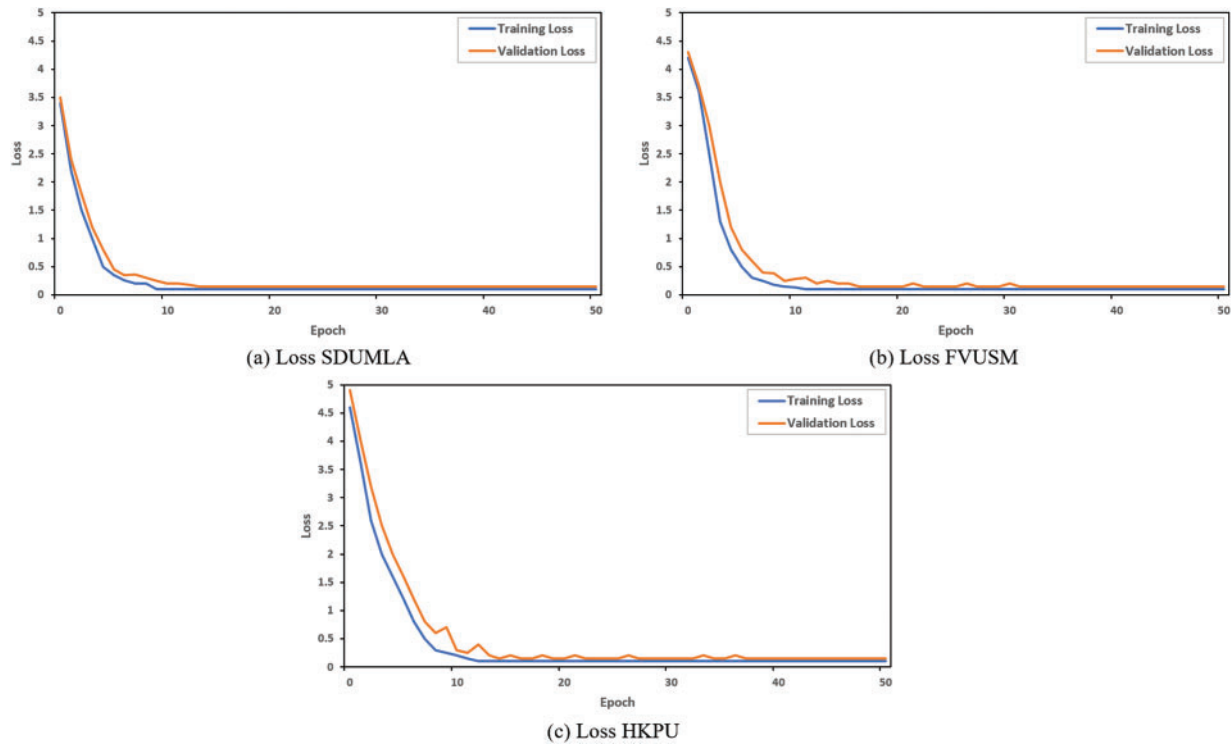 5
4.5
4
3.5
3
2.5
2
1.5
1
0.5
0
Loss
Training Loss
Validation Loss
0 10 20 30 40 50
Epoch
(a) Loss SDUMLA
5
4.5
4
3.5
3
2.5
2
1.5
1
0.5
0
Loss
Training Loss
Validation Loss
0 10 20 30 40 50
Epoch
(b) Loss FVUSM
5
4.5
4
3.5
3
2.5
2
1.5
1
0.5
0
Loss
Training Loss
Validation Loss
0 10 20 30 40 50
Epoch
(c) Loss HKPU